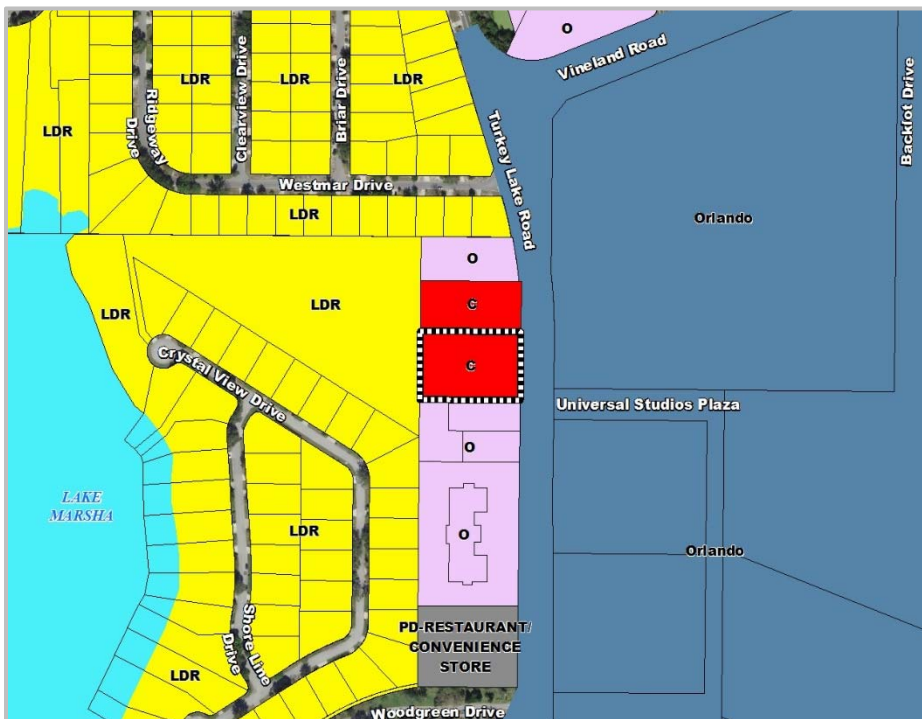 O
Vineland Road
Backlot Drive
LDR
LDR
LDR
LDR
Ridgeway
Drive
Clearview Drive
Briar Drive
Turkey Lake Road
Westmar Drive
LDR
Orlando
O
LDR
LDR
C
Crystal View Drive
C
Universal Studios Plaza
O
LAKE
MARSHA
LDR
O
Orlando
Shore Line
Drive
PD-RESTAURANT/
CONVENIENCE
STORE
LDR
Woodgreen Drive